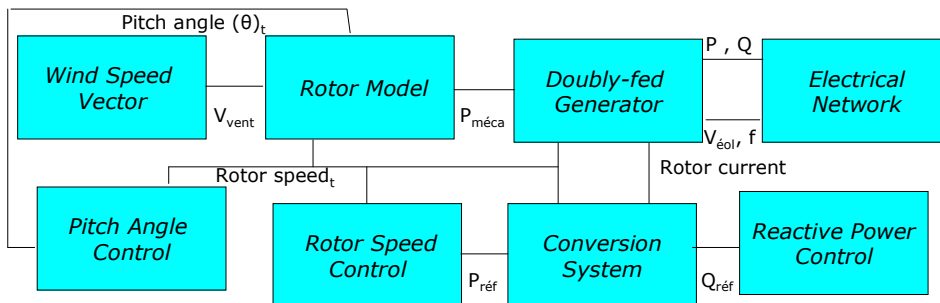 Pitch angle (θ)t
Wind Speed
Vector
Rotor Model
Doubly-fed
Generator
P , Q
Electrical
Network
Vvent
Pméca
Véol, f
Rotor speedt
Rotor current
Pitch Angle
Control
Rotor Speed
Control
Conversion
System
Reactive Power
Control
Préf
Qréf